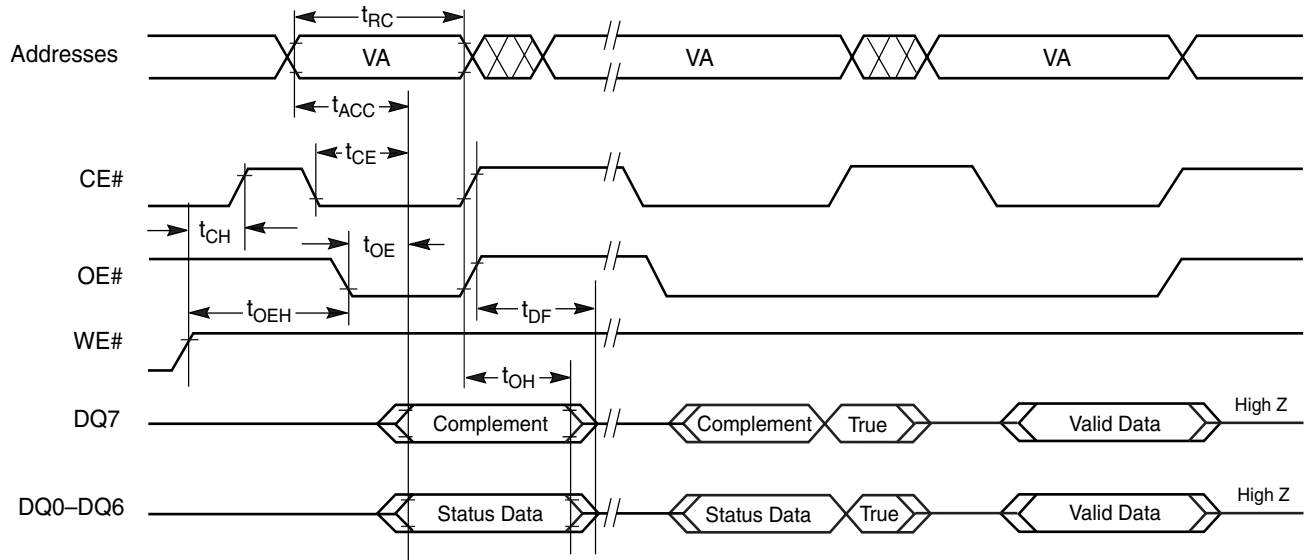 tRC
Addresses VA VA VA
tACC
tCE
CE#
tCH tOE
OE#
tOEH tDF
WE#
tOH
DQ7 Complement Complement True Valid Data High Z
DQ0–DQ6 Status Data Status Data True Valid Data High Z